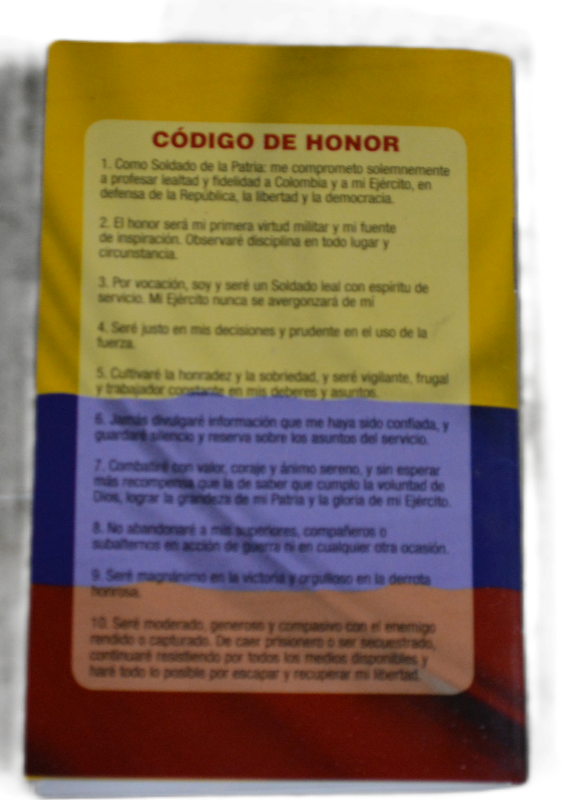 CÓDIGO DE HONOR
1. Como Soldado de la Patria: me comprometo solemnemente
a profesar lealtad y fidelidad a Colombia y a mi Ejército, en
defensa de la República, la libertad y la democracia.
2. El honor será mi primera virtud militar y mi fuente
de inspiración. Observaré disciplina en todo lugar y
circunstancia.
3. Por vocación, soy y seré un Soldado leal con espíritu de
servicio. Mi Ejército nunca se avergonzará de mi
4. Seré justo en mis decisiones y prudente en el uso de la
fuerza.
5. Cultivaré la honradez y la sobriedad, y seré vigilante, frugal
y trabajador constante en mis deberes y asuntos.
6. Jamás divulgaré información que me haya sido confiada, y
guardaré silencio y reserva sobre los asuntos del servicio.
7. Combatiré con valor, coraje y ánimo sereno, y sin esperar
más recompensa que la de saber que cumplo la voluntad de
Dios, lograr la grandeza de mi Patria y la gloria de mi Ejército.
8. No abandonaré a mis superiores, compañeros o
subalternos en acción de guerra ni en cualquier otra ocasión.
9. Seré magnánimo en la victoria y orgulloso en la derrota
honrosa.
10. Seré moderado, generoso y compasivo con el enemigo
rendido o capturado. De caer prisionero o ser secuestrado,
continuaré resistiendo por todos los medios disponibles y
haré todo lo posible por escapar y recuperar mi libertad.